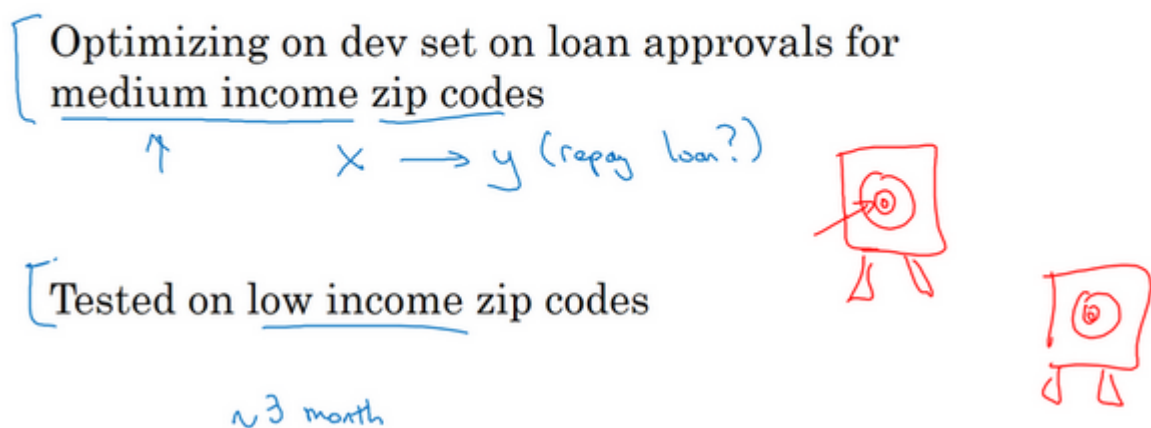 Optimizing on dev set on loan approvals for
medium income zip codes
x → y (repay loan?)
Tested on low income zip codes
~3 month